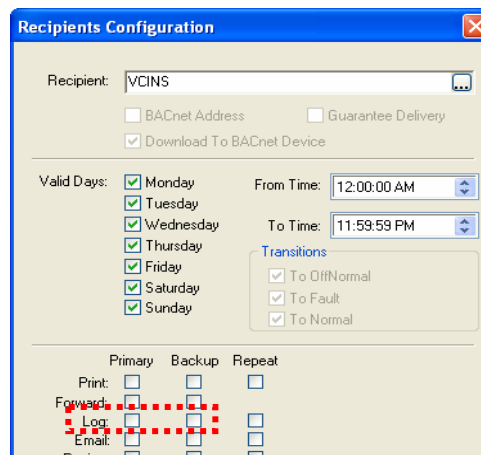 Recipients Configuration
Recipient: VCINS ...
BACnet Address Guarantee Delivery
Download To BACnet Device
Valid Days: Monday From Time: 12:00:00 AM
Tuesday
Wednesday To Time: 11:59:59 PM
Thursday Transitions
Friday To OffNormal
Saturday To Fault
Sunday To Normal
Primary Backup Repeat
Print:
Forward:
Log:
Email: